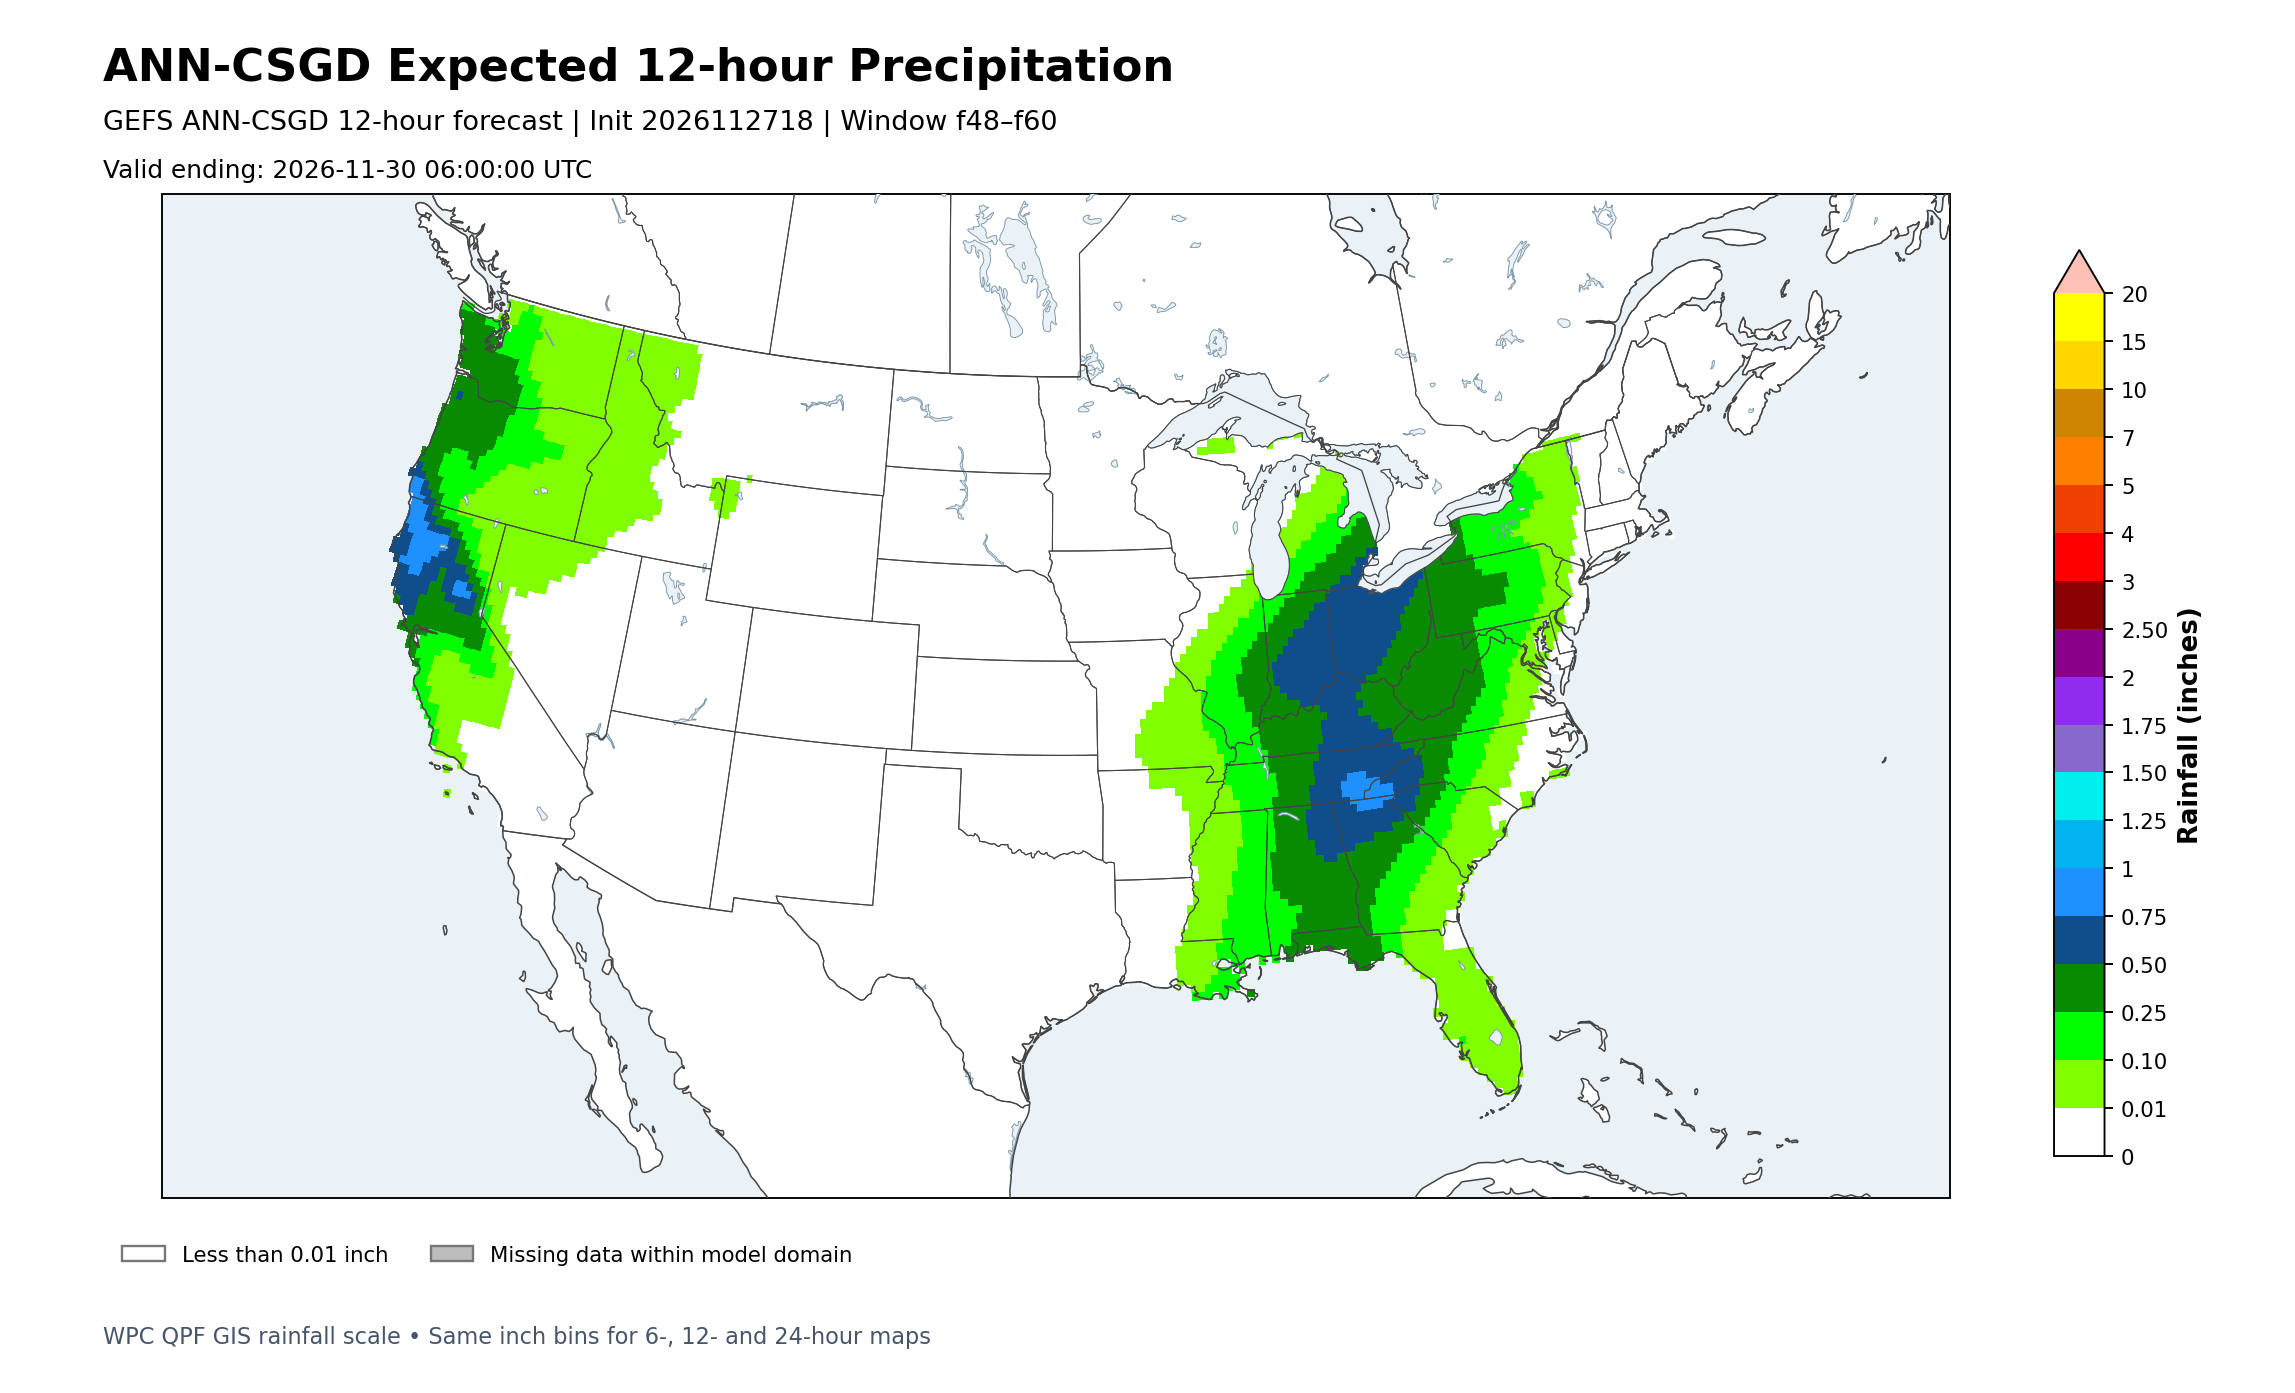 ANN-CSGD Expected 12-hour Precipitation
GEFS ANN-CSGD 12-hour forecast | Init 2026112718 | Window f48–f60
Valid ending: 2026-11-30 06:00:00 UTC
20
15
10
7
5
4
3
2.50
2
1.75
1.50
1.25
1
0.75
0.50
0.25
0.10
0.01
0
Rainfall (inches)
Less than 0.01 inch
Missing data within model domain
WPC QPF GIS rainfall scale • Same inch bins for 6-, 12- and 24-hour maps